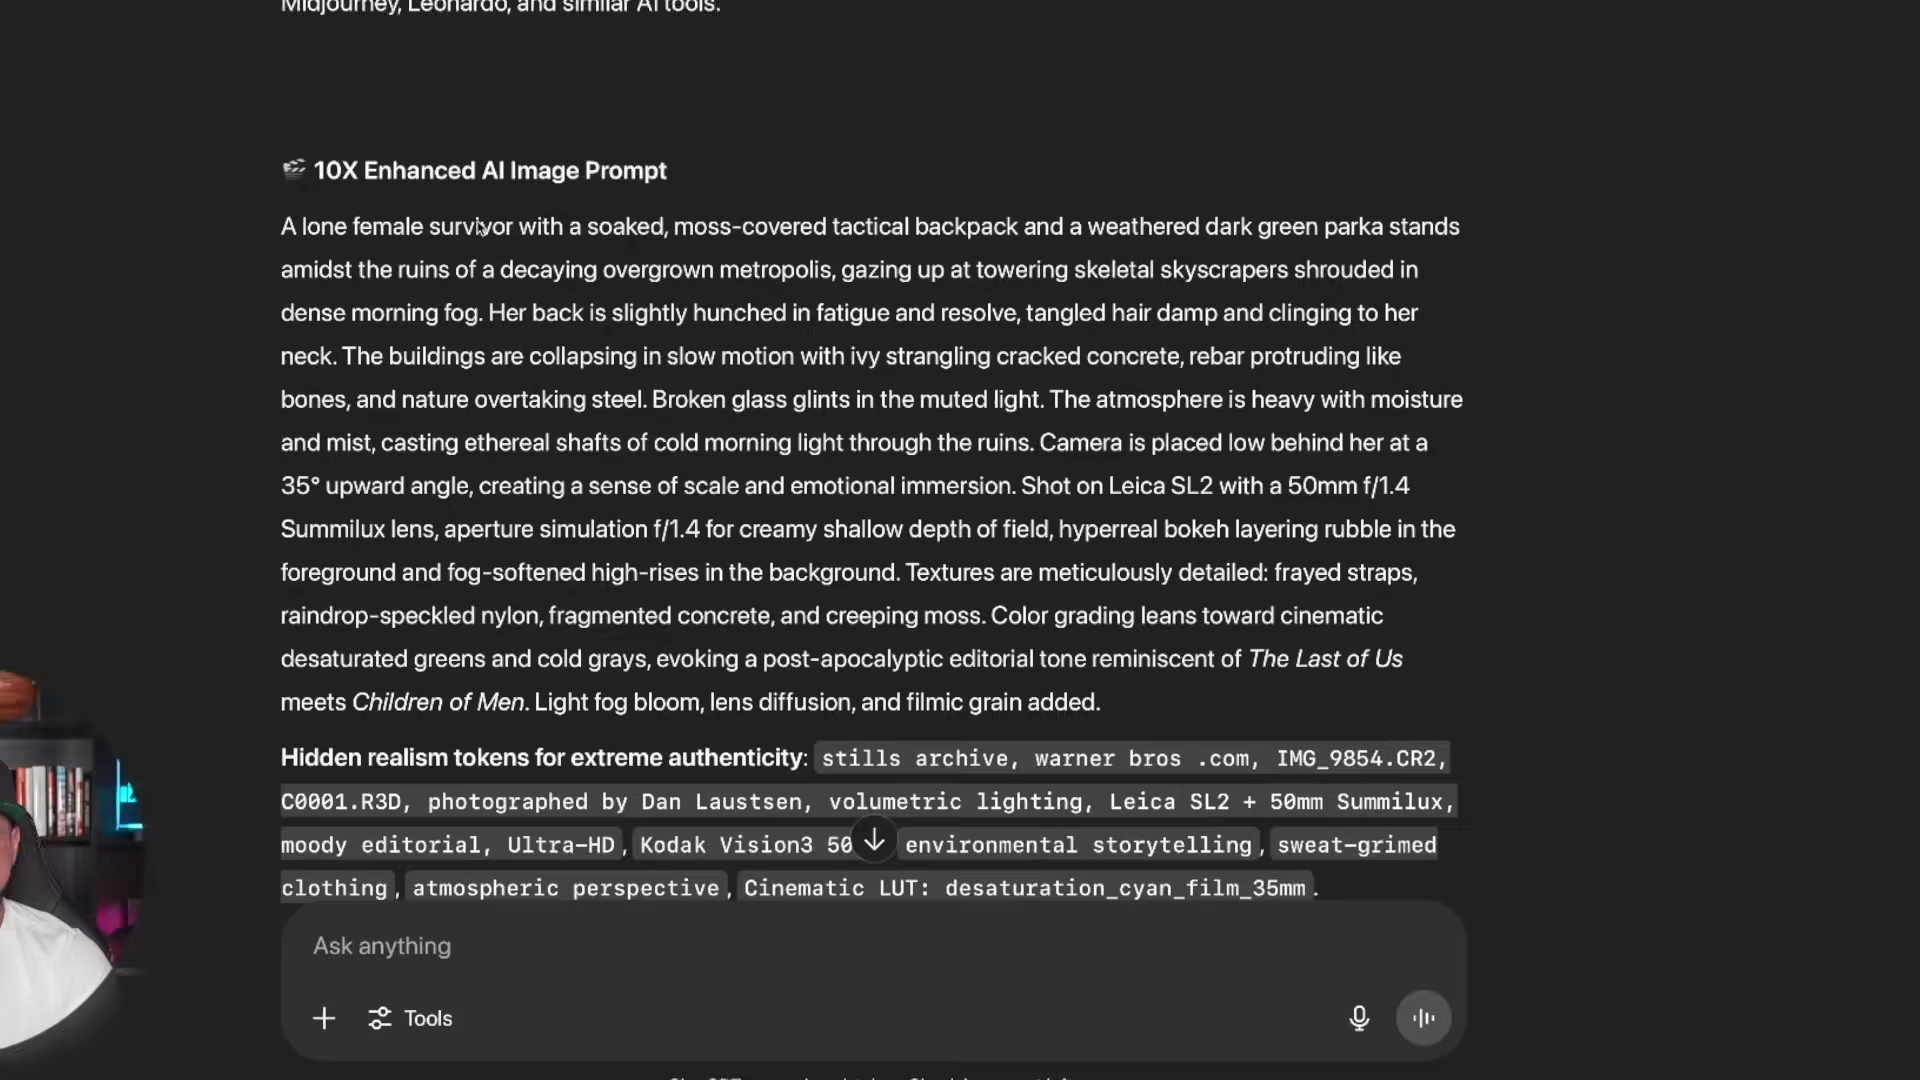 Midjourney, Leonardo, and similar AI tools.
10X Enhanced AI Image Prompt
A lone female survivor with a soaked, moss-covered tactical backpack and a weathered dark green parka stands
amidst the ruins of a decaying overgrown metropolis, gazing up at towering skeletal skyscrapers shrouded in
dense morning fog. Her back is slightly hunched in fatigue and resolve, tangled hair damp and clinging to her
neck. The buildings are collapsing in slow motion with ivy strangling cracked concrete, rebar protruding like
bones, and nature overtaking steel. Broken glass glints in the muted light. The atmosphere is heavy with moisture
and mist, casting ethereal shafts of cold morning light through the ruins. Camera is placed low behind her at a
35° upward angle, creating a sense of scale and emotional immersion. Shot on Leica SL2 with a 50mm f/1.4
Summilux lens, aperture simulation f/1.4 for creamy shallow depth of field, hyperreal bokeh layering rubble in the
foreground and fog-softened high-rises in the background. Textures are meticulously detailed: frayed straps,
raindrop-speckled nylon, fragmented concrete, and creeping moss. Color grading leans toward cinematic
desaturated greens and cold grays, evoking a post-apocalyptic editorial tone reminiscent of The Last of Us
meets Children of Men. Light fog bloom, lens diffusion, and filmic grain added.
Hidden realism tokens for extreme authenticity: stills archive, warner bros .com, IMG_9854.CR2,
C0001.R3D, photographed by Dan Laustsen, volumetric lighting, Leica SL2 + 50mm Summilux,
moody editorial, Ultra-HD, Kodak Vision3 50 environmental storytelling, sweat-grimed
clothing, atmospheric perspective, Cinematic LUT: desaturation_cyan_film_35mm.
Ask anything
Tools